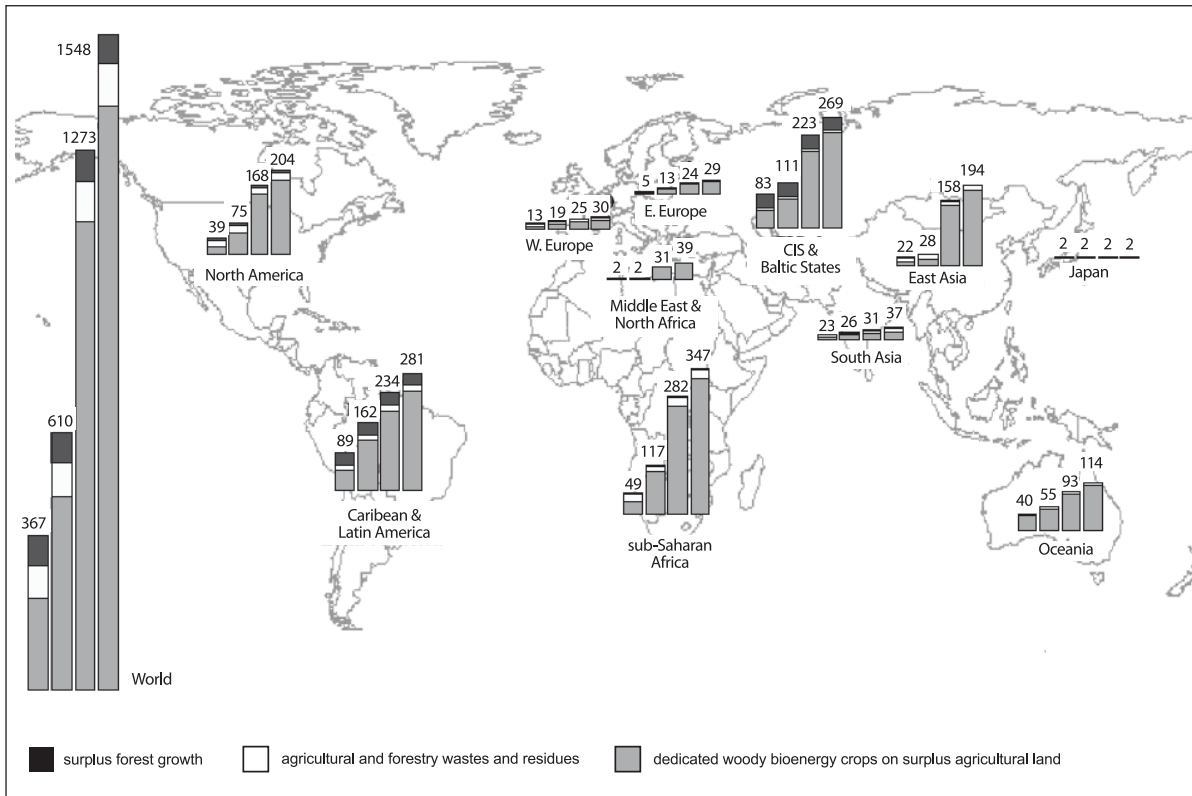 1548
1273
610
367
World
39 75 168 204
North America
89 162 234 281
Caribean &
Latin America
13 19 25 30
W. Europe
5 13 24 29
E. Europe
2 2 31 39
Middle East &
North Africa
49 117 282 347
sub-Saharan
Africa
83 111 223 269
CIS &
Baltic States
22 28 158 194
East Asia
2 2 2 2
Japan
23 26 31 37
South Asia
40 55 93 114
Oceania
surplus forest growth
agricultural and forestry wastes and residues
dedicated woody bioenergy crops on surplus agricultural land